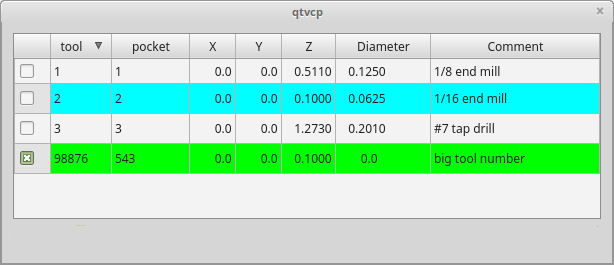 qtvcp
tool pocket X Y Z Diameter Comment
1 1 0.0 0.0 0.5110 0.1250 1/8 end mill
2 2 0.0 0.0 0.1000 0.0625 1/16 end mill
3 3 0.0 0.0 1.2730 0.2010 #7 tap drill
98876 543 0.0 0.0 0.1000 0.0 big tool number